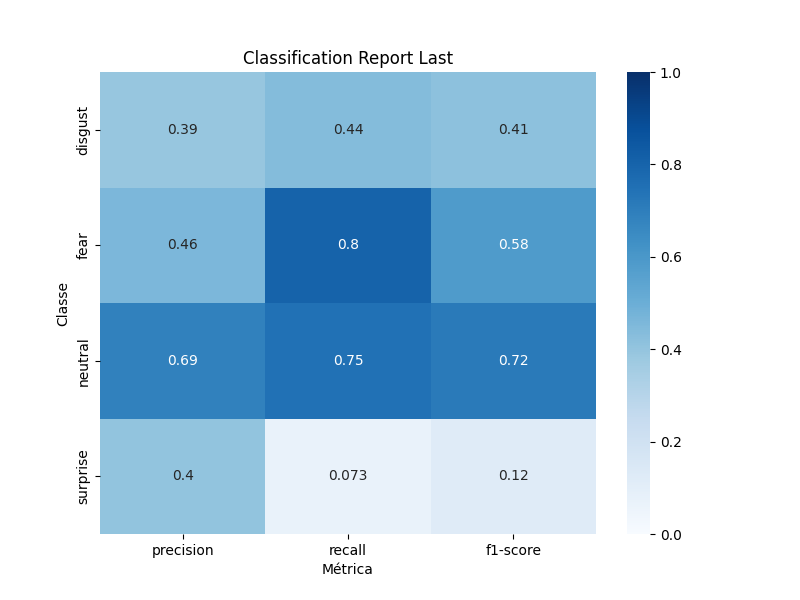 Classification Report Last
Classe
disgust
0.39 0.44 0.41
fear
0.46 0.8 0.58
neutral
0.69 0.75 0.72
surprise
0.4 0.073 0.12
precision recall f1-score
Métrica
1.0
0.8
0.6
0.4
0.2
0.0